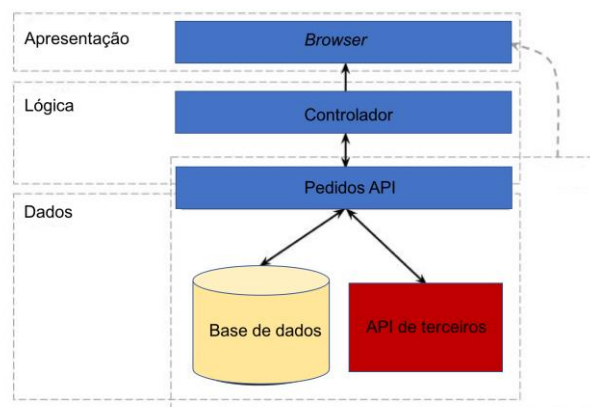 Apresentação
Browser
Lógica
Controlador
Pedidos API
Dados
Base de dados
API de terceiros